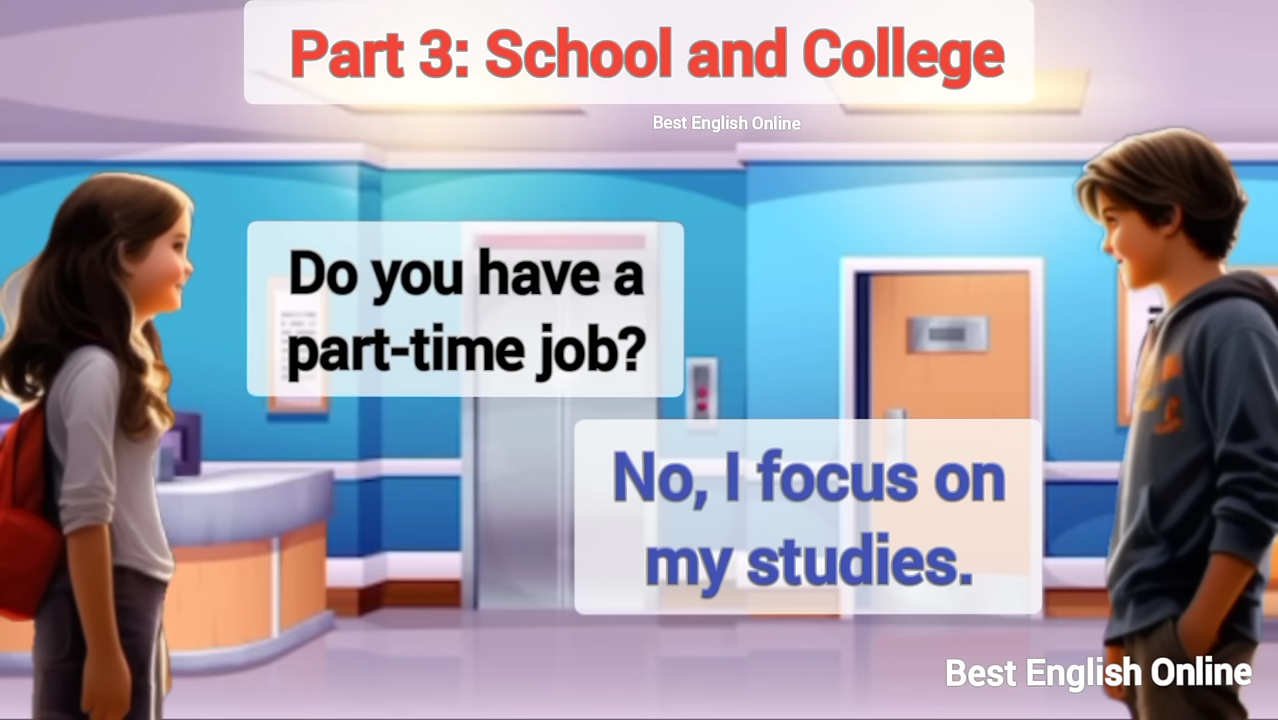 Part 3: School and College
Best English Online
Do you have a
part-time job?
No, I focus on
my studies.
Best English Online